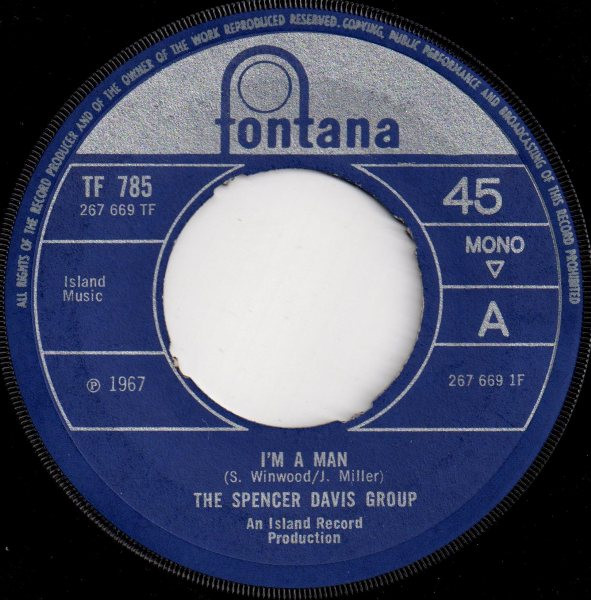 ALL RIGHTS OF THE RECORD PRODUCER AND OF THE OWNER OF THE WORK REPRODUCED RESERVED. COPYING, PUBLIC PERFORMANCE AND BROADCASTING OF THIS RECORD PROHIBITED
fontana
TF 785
267 669 TF
45
MONO
Island
Music
A
℗ 1967
267 669 1F
I'M A MAN
(S. Winwood/J. Miller)
THE SPENCER DAVIS GROUP
An Island Record
Production